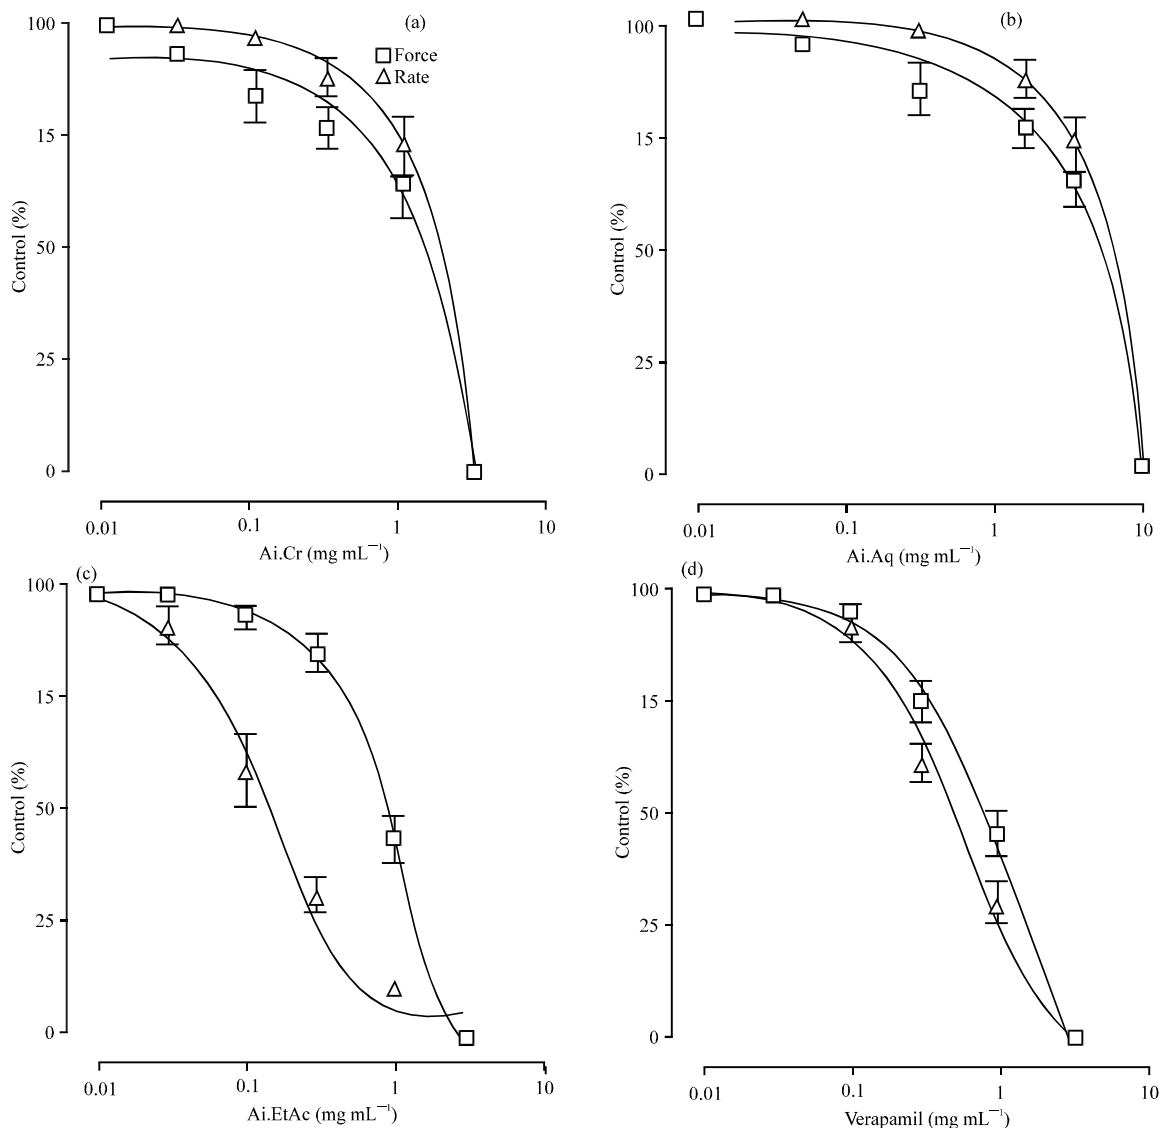 (a)
100
Force
Rate
15
Control (%)
50
25
0
0.01 0.1 1 10
Ai.Cr (mg mL⁻¹)
(b)
100
15
Control (%)
50
25
0
0.01 0.1 1 10
Ai.Aq (mg mL⁻¹)
(c)
100
15
Control (%)
50
25
0
0.01 0.1 1 10
Ai.EtAc (mg mL⁻¹)
(d)
100
15
Control (%)
50
25
0
0.01 0.1 1 10
Verapamil (mg mL⁻¹)